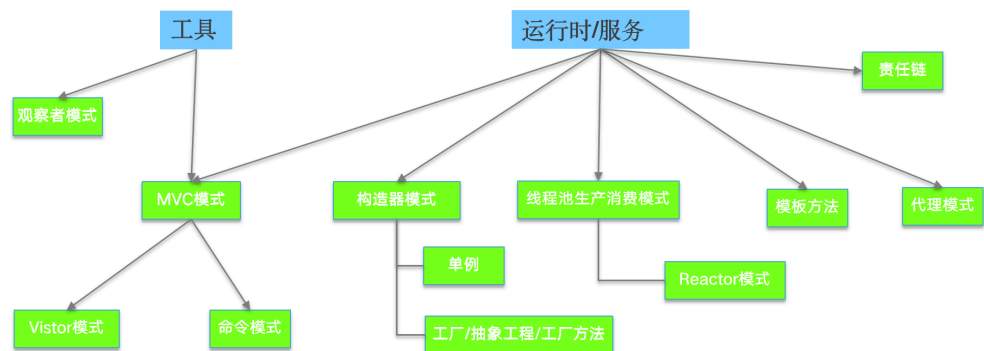 工具
运行时/服务
责任链
观察者模式
MVC模式
构造器模式
线程池生产消费模式
模板方法
代理模式
单例
Reactor模式
Vistor模式
命令模式
工厂/抽象工程/工厂方法